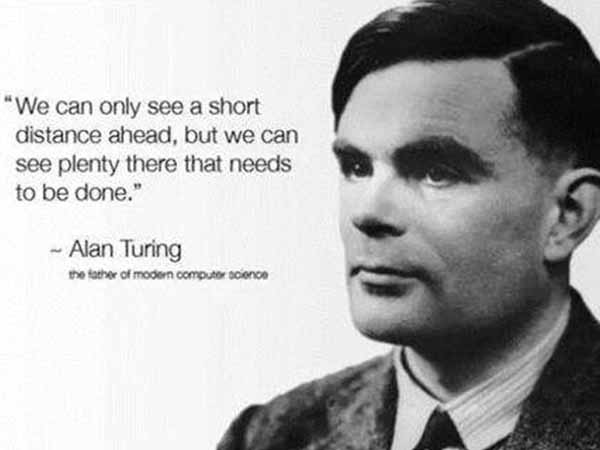 “We can only see a short
distance ahead, but we can
see plenty there that needs
to be done.”
~ Alan Turing
the father of modern computer science